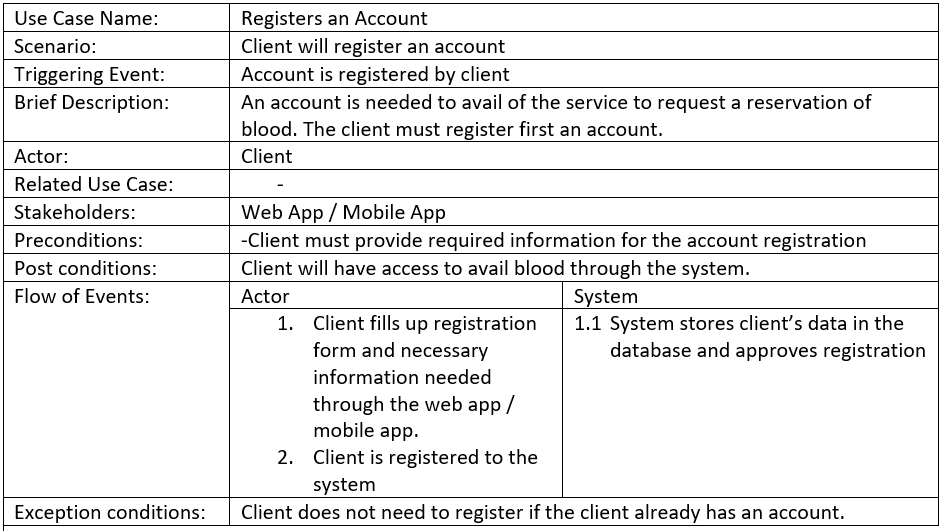 Use Case Name: Registers an Account
Scenario: Client will register an account
Triggering Event: Account is registered by client
Brief Description: An account is needed to avail of the service to request a reservation of
blood. The client must register first an account.
Actor: Client
Related Use Case: -
Stakeholders: Web App / Mobile App
Preconditions: -Client must provide required information for the account registration
Post conditions: Client will have access to avail blood through the system.
Flow of Events: Actor System
1. Client fills up registration
form and necessary
information needed
through the web app /
mobile app.
2. Client is registered to the
system
1.1 System stores client’s data in the
database and approves registration
Exception conditions: Client does not need to register if the client already has an account.